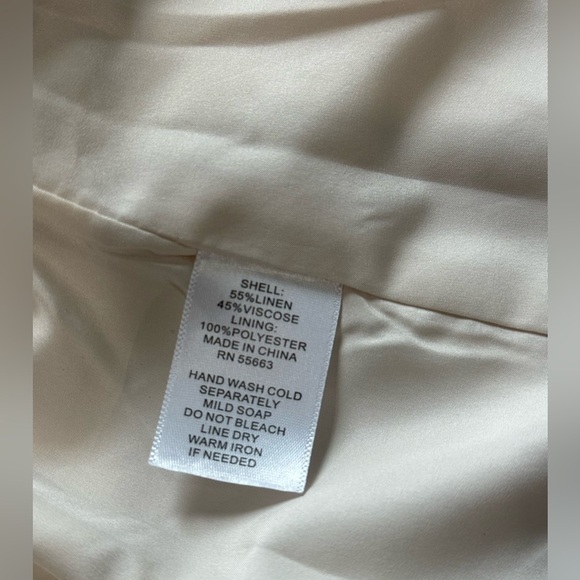 SHELL:
55%LINEN
45%VISCOSE
LINING:
100%POLYESTER
MADE IN CHINA
RN 55663
HAND WASH COLD
SEPARATELY
MILD SOAP
DO NOT BLEACH
LINE DRY
WARM IRON
IF NEEDED